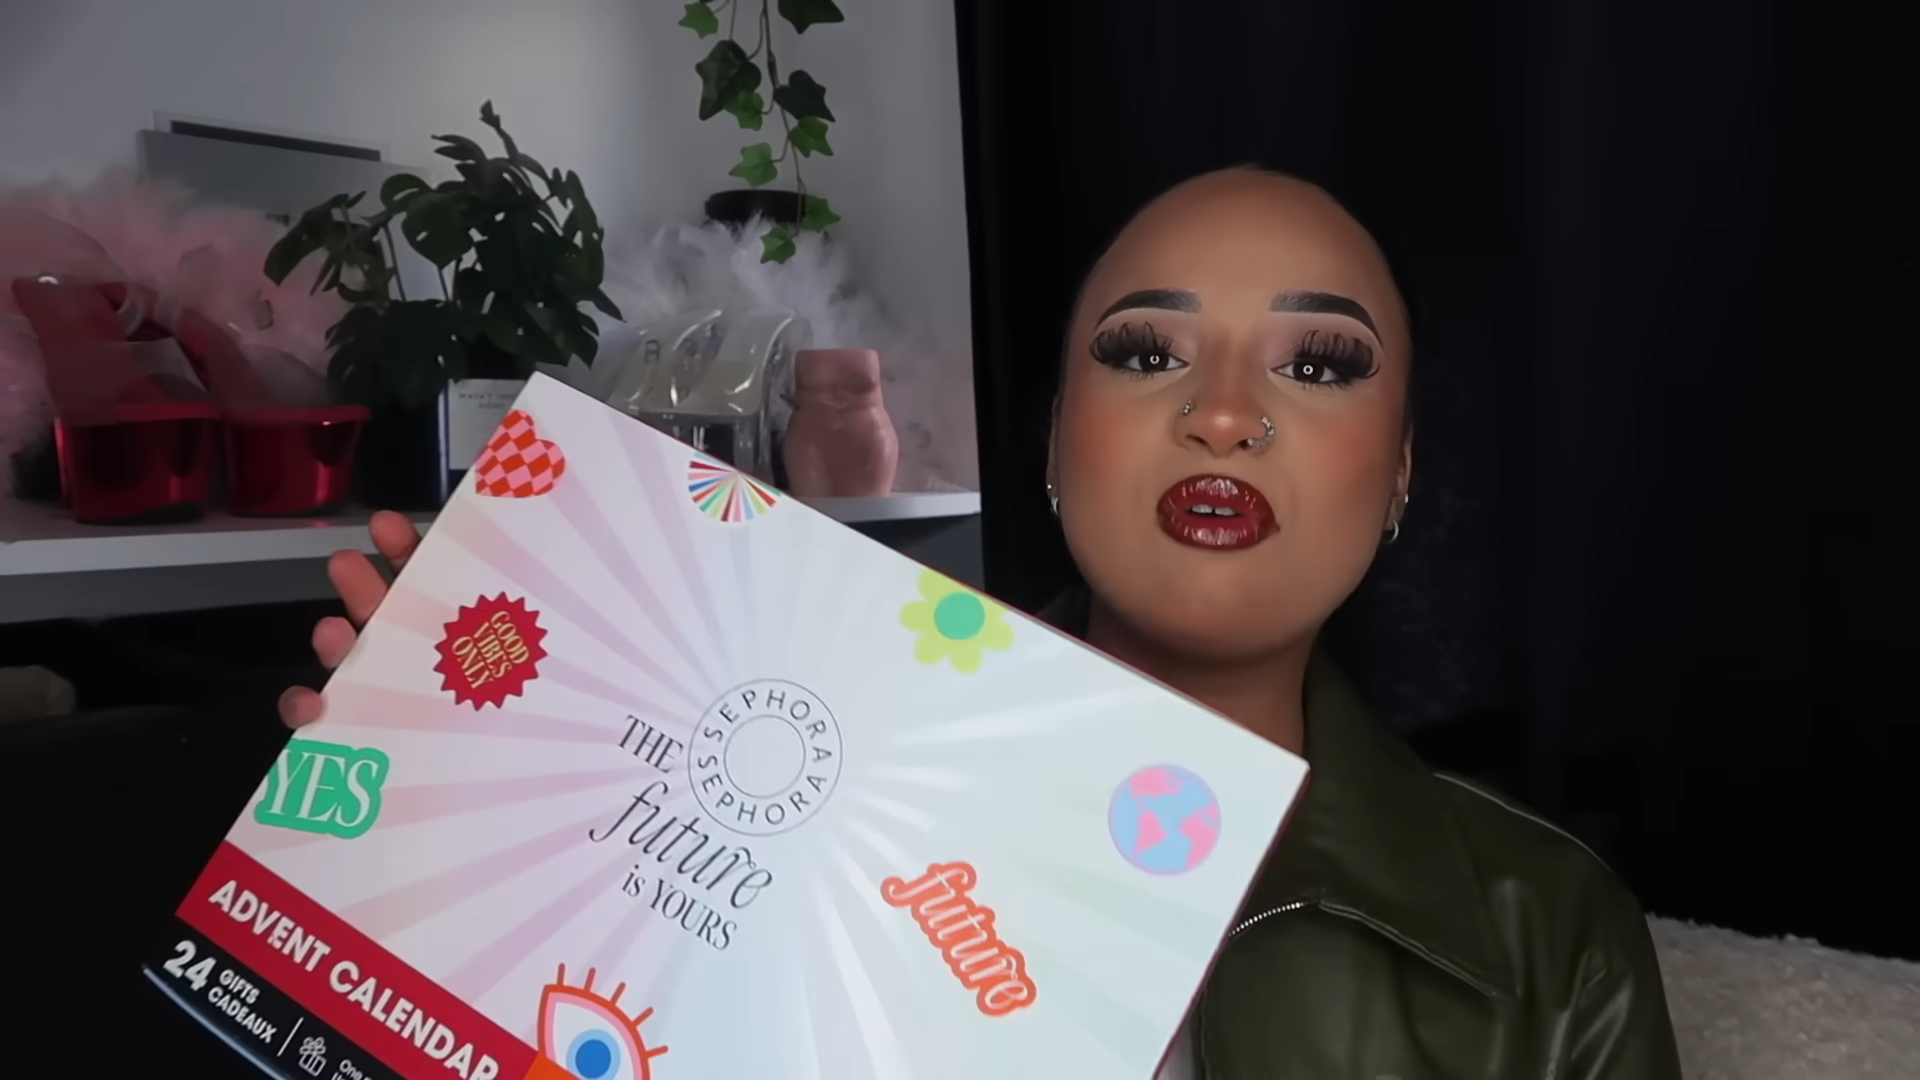 GOOD
VIBES
ONLY
SEPHORA SEPHORA
THE
future
is YOURS
YES
future
ADVENT CALENDAR
24 GIFTS
CADEAUX